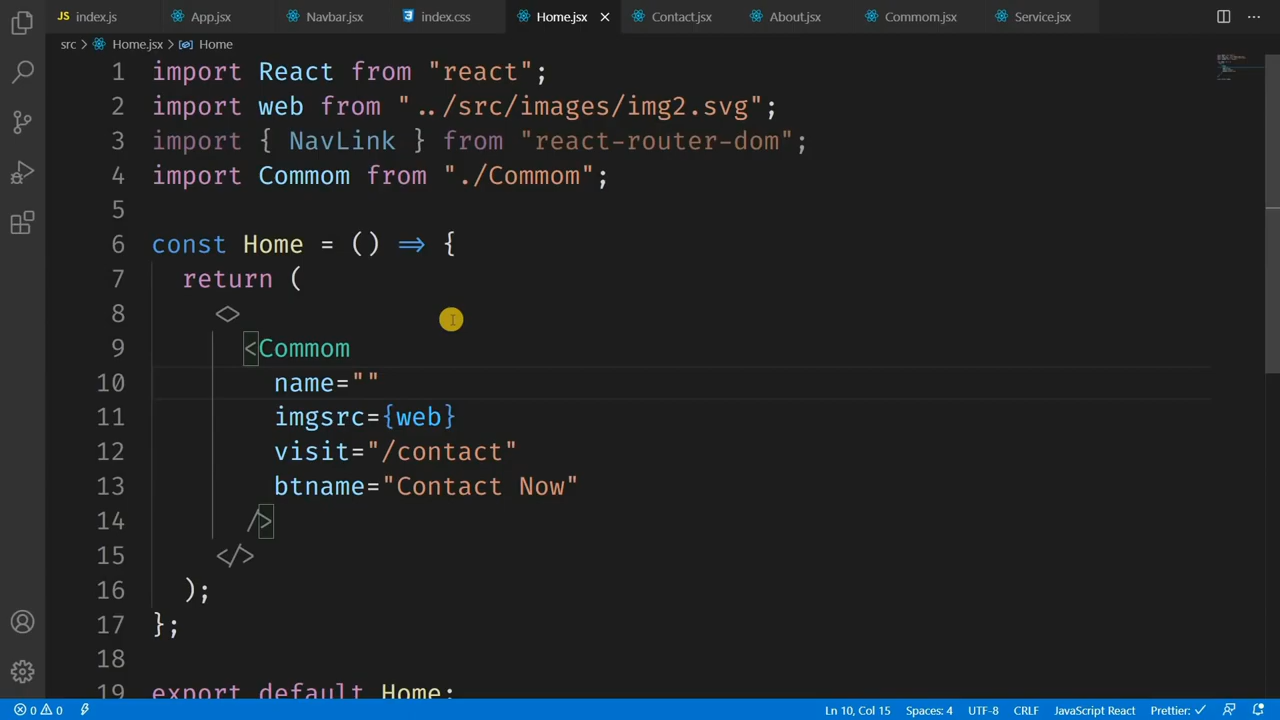 JS index.js App.jsx Navbar.jsx index.css Home.jsx Contact.jsx About.jsx Commom.jsx Service.jsx
src > Home.jsx > Home
1 import React from "react";
2 import web from "../src/images/img2.svg";
3 import { NavLink } from "react-router-dom";
4 import Commom from "./Commom";
5
6 const Home = () => {
7 return (
8 <>
9 <Commom
10 name=""
11 imgsrc={web}
12 visit="/contact"
13 btname="Contact Now"
14 />
15 </>
16 );
17 };
18
19 export default Home;
0 0 Ln 10, Col 15 Spaces: 4 UTF-8 CRLF JavaScript React Prettier: ✓